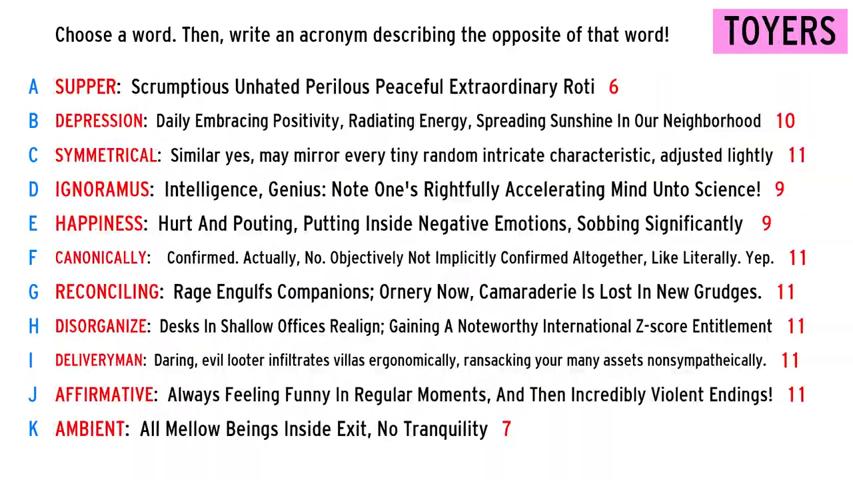 Choose a word. Then, write an acronym describing the opposite of that word!
TOYERS
A SUPPER: Scrumptious Unhated Perilous Peaceful Extraordinary Roti 6
B DEPRESSION: Daily Embracing Positivity, Radiating Energy, Spreading Sunshine In Our Neighborhood 10
C SYMMETRICAL: Similar yes, may mirror every tiny random intricate characteristic, adjusted lightly 11
D IGNORAMUS: Intelligence, Genius: Note One's Rightfully Accelerating Mind Unto Science! 9
E HAPPINESS: Hurt And Pouting, Putting Inside Negative Emotions, Sobbing Significantly 9
F CANONICALLY: Confirmed. Actually, No. Objectively Not Implicitly Confirmed Altogether, Like Literally. Yep. 11
G RECONCILING: Rage Engulfs Companions; Ornery Now, Camaraderie Is Lost In New Grudges. 11
H DISORGANIZE: Desks In Shallow Offices Realign; Gaining A Noteworthy International Z-score Entitlement 11
I DELIVERYMAN: Daring, evil looter infiltrates villas ergonomically, ransacking your many assets nonsympatheically. 11
J AFFIRMATIVE: Always Feeling Funny In Regular Moments, And Then Incredibly Violent Endings! 11
K AMBIENT: All Mellow Beings Inside Exit, No Tranquility 7